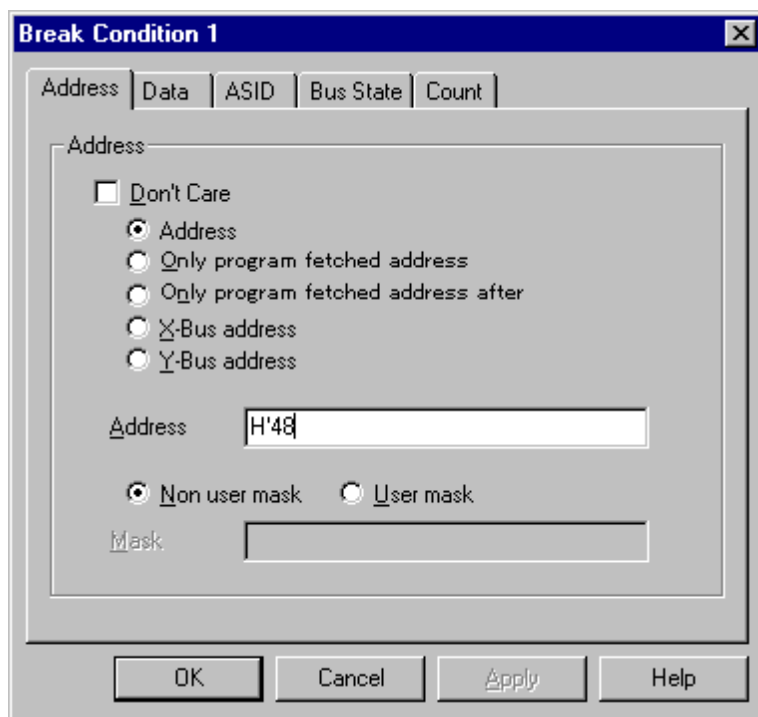 Break Condition 1
Address Data ASID Bus State Count
Address
Don't Care
Address
Only program fetched address
Only program fetched address after
X-Bus address
Y-Bus address
Address H'48
Non user mask User mask
Mask
OK Cancel Apply Help